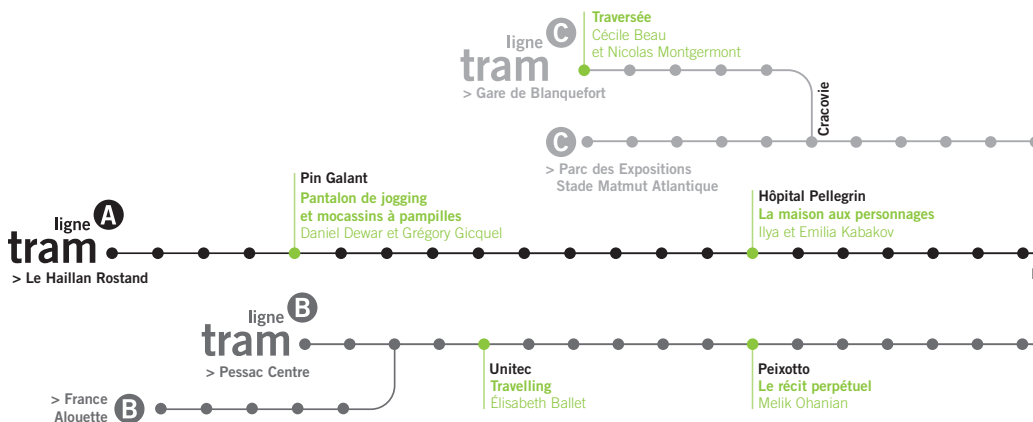 Traversée
Cécile Beau
et Nicolas Montgermont
ligne C
tram
> Gare de Blanquefort
Cracovie
C
> Parc des Expositions
Stade Matmut Atlantique
Pin Galant
Pantalon de jogging
et mocassins à pampilles
Daniel Dewar et Grégory Gicquel
Hôpital Pellegrin
La maison aux personnages
Ilya et Emilia Kabakov
ligne A
tram
> Le Haillan Rostand
ligne B
tram
> Pessac Centre
Unitec
Travelling
Élisabeth Ballet
Peixotto
Le récit perpétuel
Melik Ohanian
> France
Alouette B